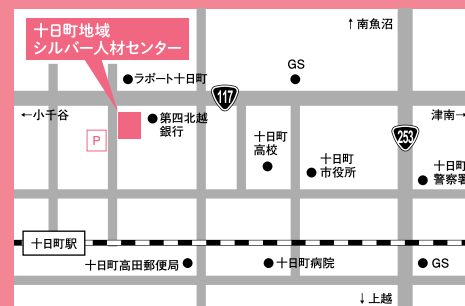 十日町地域
シルバー人材センター
↑南魚沼
GS
ラポート十日町
117
←小千谷
第四北越
銀行
津南→
P
十日町
高校
253
十日町
市役所
十日町
警察署
十日町駅
十日町高田郵便局
十日町病院
GS
↓上越